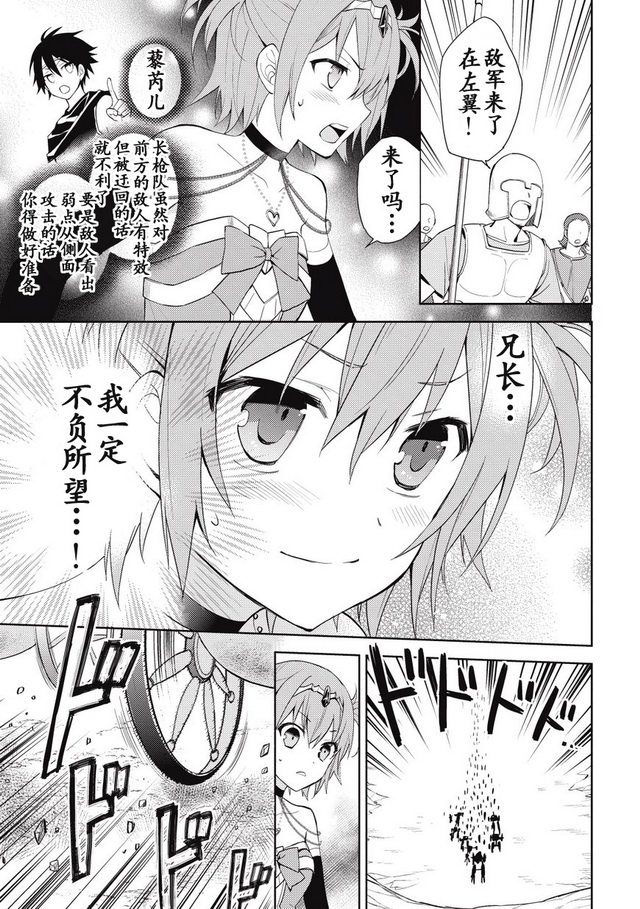 敌军来了
在左翼！
来了吗…
藜芮儿
长枪队虽然对
前方的敌人有特效
但被迂回的话
就不利了
要是敌人看出
弱点从侧面
攻击的话
你得做好准备
兄长…
我一定
不负所望…！
ドドドド
ドド
ドド